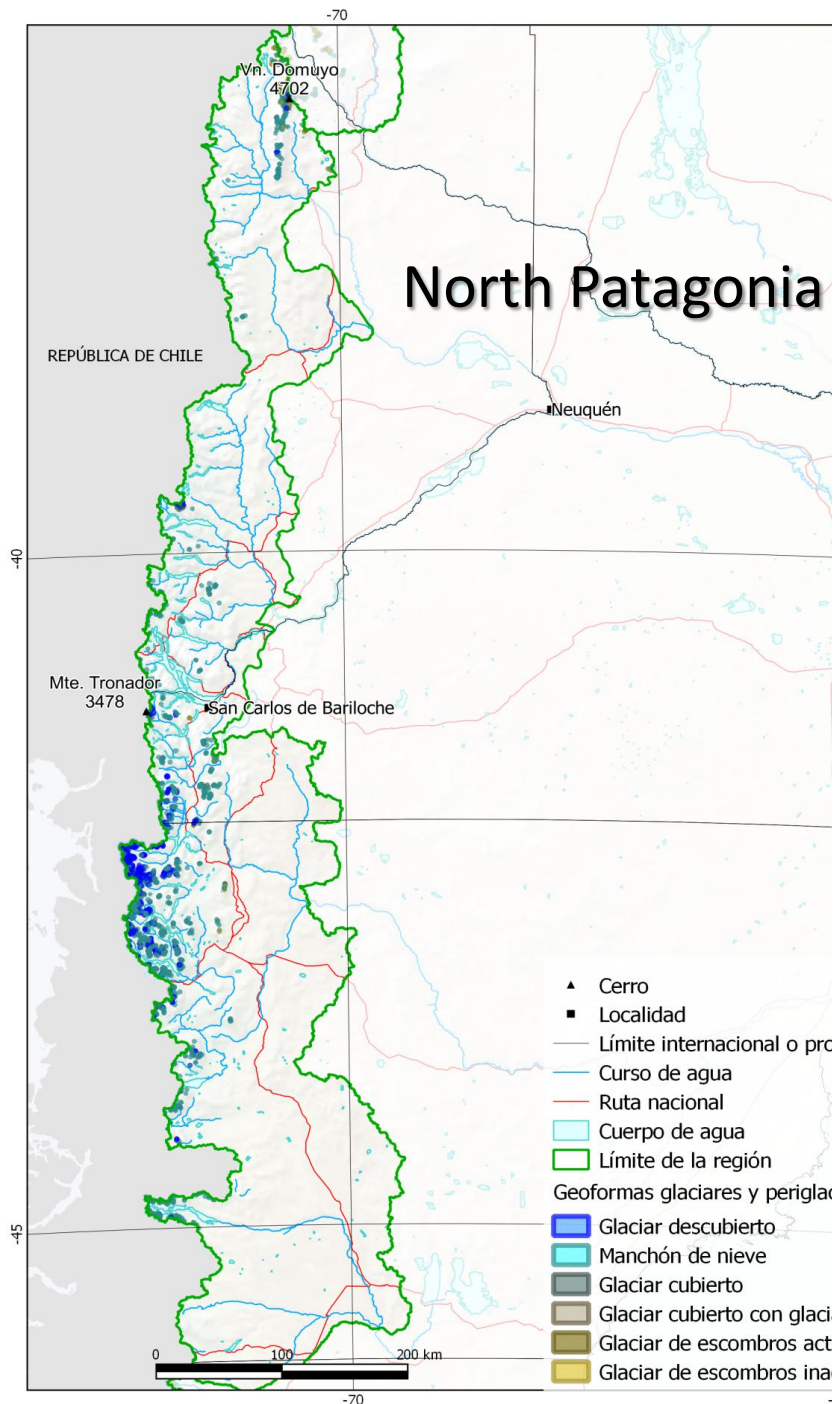 -70
Vn. Domuyo
4702
North Patagonia
REPÚBLICA DE CHILE
Neuquén
-40
Mte. Tronador
3478
San Carlos de Bariloche
Cerro
Localidad
Límite internacional o pro
Curso de agua
Ruta nacional
Cuerpo de agua
Límite de la región
Geoformas glaciares y periglac
-45
Glaciar descubierto
Manchón de nieve
Glaciar cubierto
Glaciar cubierto con glacia
Glaciar de escombros act
Glaciar de escombros ina
0 100 200 km
-70